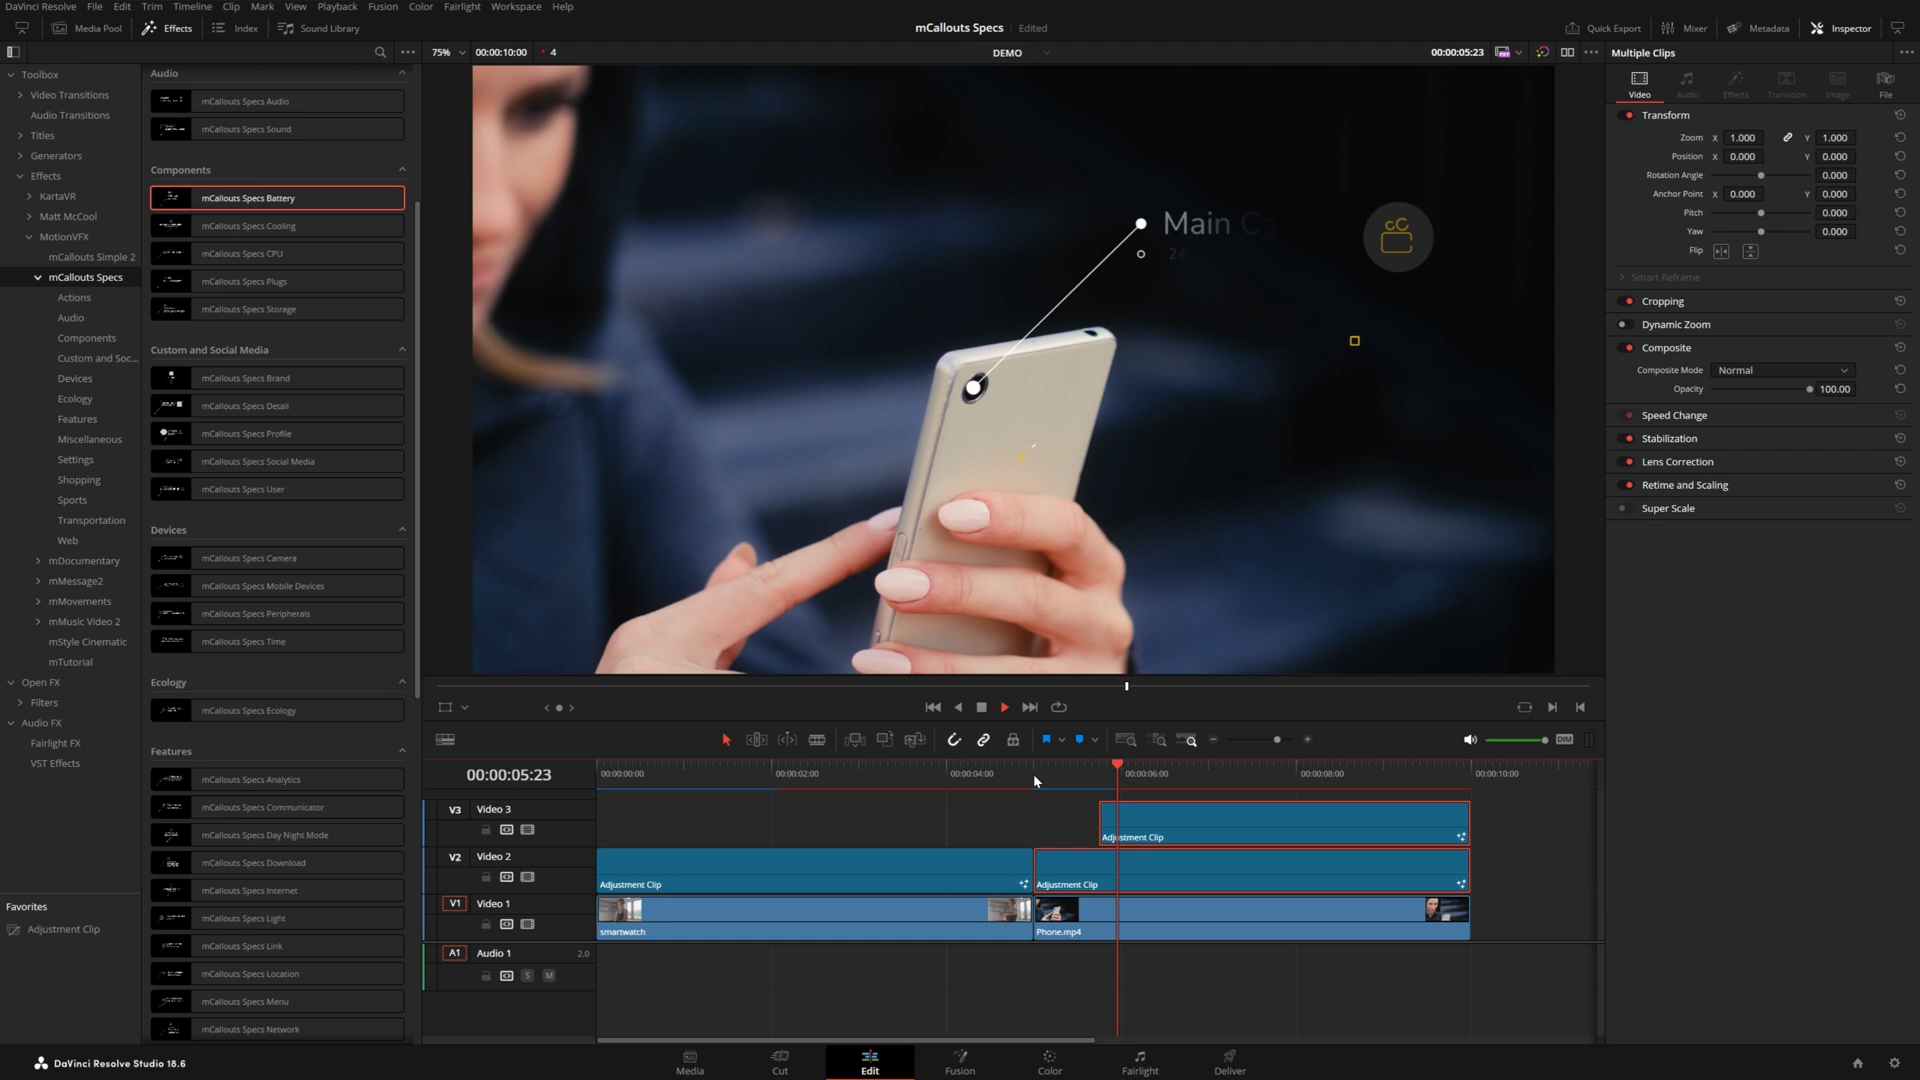 DaVinci Resolve File Edit Trim Timeline Clip Mark View Playback Fusion Color Fairlight Workspace Help
Media Pool Effects Index Sound Library mCallouts Specs Edited Quick Export Mixer Metadata Inspector
75% 00:00:10:00 4 DEMO 00:00:05:23 Multiple Clips
Toolbox
Video Transitions
Audio Transitions
Titles
Generators
Effects
KartaVR
Matt McCool
MotionVFX
mCallouts Simple 2
mCallouts Specs
Actions
Audio
Components
Custom and Soc...
Devices
Ecology
Features
Miscellaneous
Settings
Shopping
Sports
Transportation
Web
mDocumentary
mMessage2
mMovements
mMusic Video 2
mStyle Cinematic
mTutorial
Open FX
Filters
Audio FX
Fairlight FX
VST Effects
Favorites
Adjustment Clip
Audio
mCallouts Specs Audio
mCallouts Specs Sound
Components
mCallouts Specs Battery
mCallouts Specs Cooling
mCallouts Specs CPU
mCallouts Specs Plugs
mCallouts Specs Storage
Custom and Social Media
mCallouts Specs Brand
mCallouts Specs Detail
mCallouts Specs Profile
mCallouts Specs Social Media
mCallouts Specs User
Devices
mCallouts Specs Camera
mCallouts Specs Mobile Devices
mCallouts Specs Peripherals
mCallouts Specs Time
Ecology
mCallouts Specs Ecology
Features
mCallouts Specs Analytics
mCallouts Specs Communicator
mCallouts Specs Day Night Mode
mCallouts Specs Download
mCallouts Specs Internet
mCallouts Specs Light
mCallouts Specs Link
mCallouts Specs Location
mCallouts Specs Menu
mCallouts Specs Network
Main Ca
24
cC
Video Audio Effects Transition Image File
Transform
Zoom X 1.000 Y 1.000
Position X 0.000 Y 0.000
Rotation Angle 0.000
Anchor Point X 0.000 Y 0.000
Pitch 0.000
Yaw 0.000
Flip
Smart Reframe
Cropping
Dynamic Zoom
Composite
Composite Mode Normal
Opacity 100.00
Speed Change
Stabilization
Lens Correction
Retime and Scaling
Super Scale
DIM
00:00:05:23 00:00:00:00 00:00:02:00 00:00:04:00 00:00:06:00 00:00:08:00 00:00:10:00
V3 Video 3
Adjustment Clip
V2 Video 2
Adjustment Clip Adjustment Clip
V1 Video 1
smartwatch Phone.mp4
A1 Audio 1 2.0
S M
DaVinci Resolve Studio 18.6
Media Cut Edit Fusion Color Fairlight Deliver